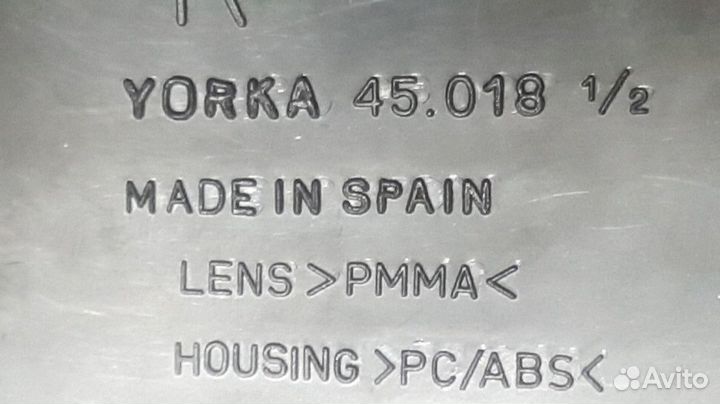 YORKA 45.018 1/2
MADE IN SPAIN
LENS >PMMA<
HOUSING >PC/ABS<
Avito